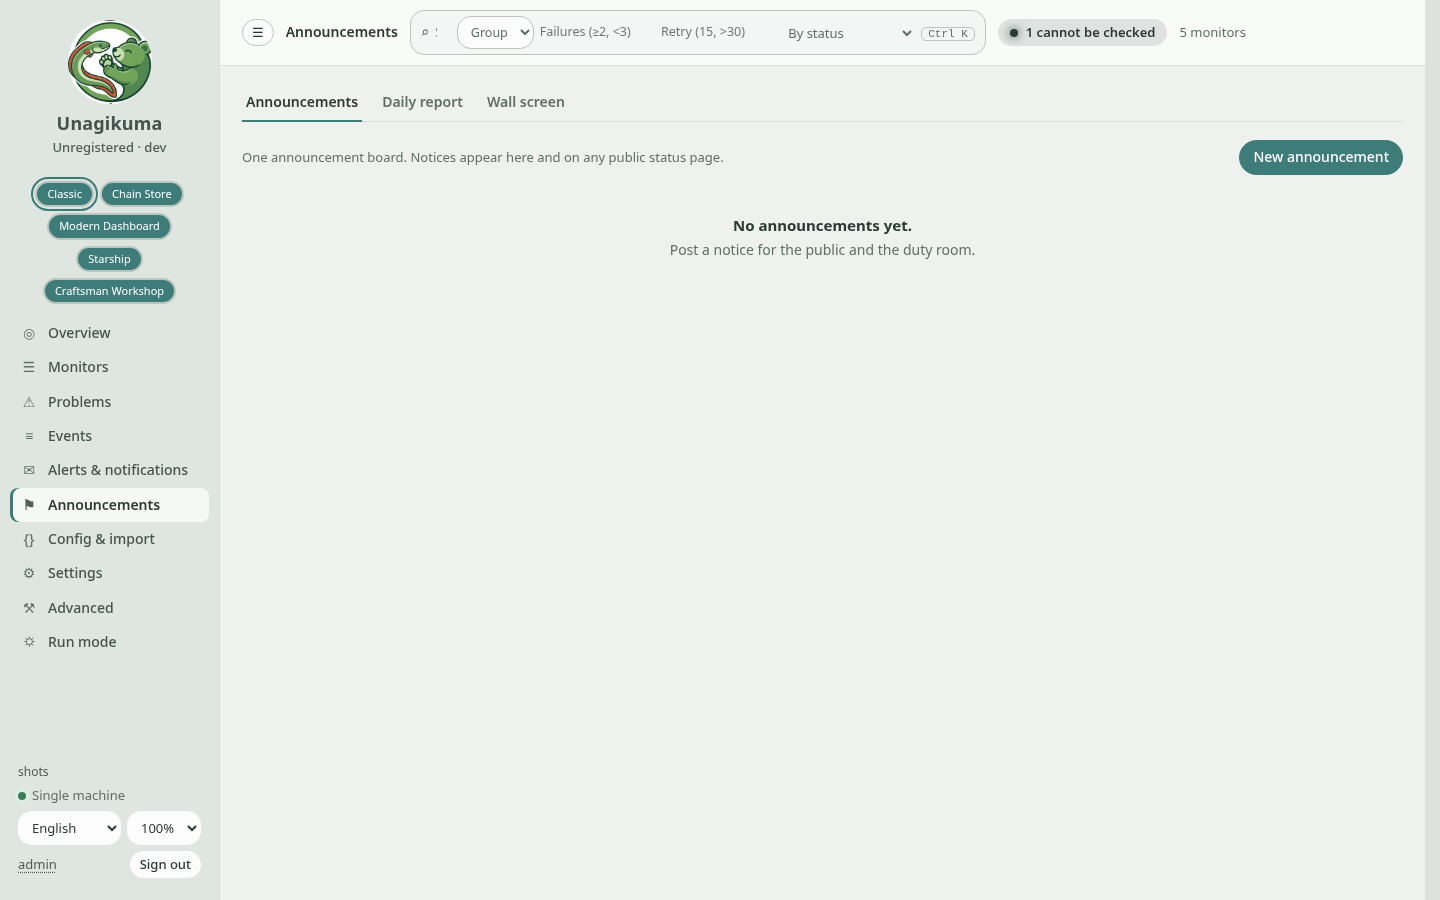 Unagikuma
Unregistered · dev
Classic
Chain Store
Modern Dashboard
Starship
Craftsman Workshop
◎ Overview
☰ Monitors
⚠ Problems
≡ Events
✉ Alerts & notifications
⚑ Announcements
{} Config & import
⚙ Settings
⚒ Advanced
⛭ Run mode
shots
Single machine
English
100%
admin
Sign out
☰
Announcements
Group
Failures (≥2, <3)
Retry (15, >30)
By status
Ctrl K
1 cannot be checked
5 monitors
Announcements
Daily report
Wall screen
One announcement board. Notices appear here and on any public status page.
New announcement
No announcements yet.
Post a notice for the public and the duty room.